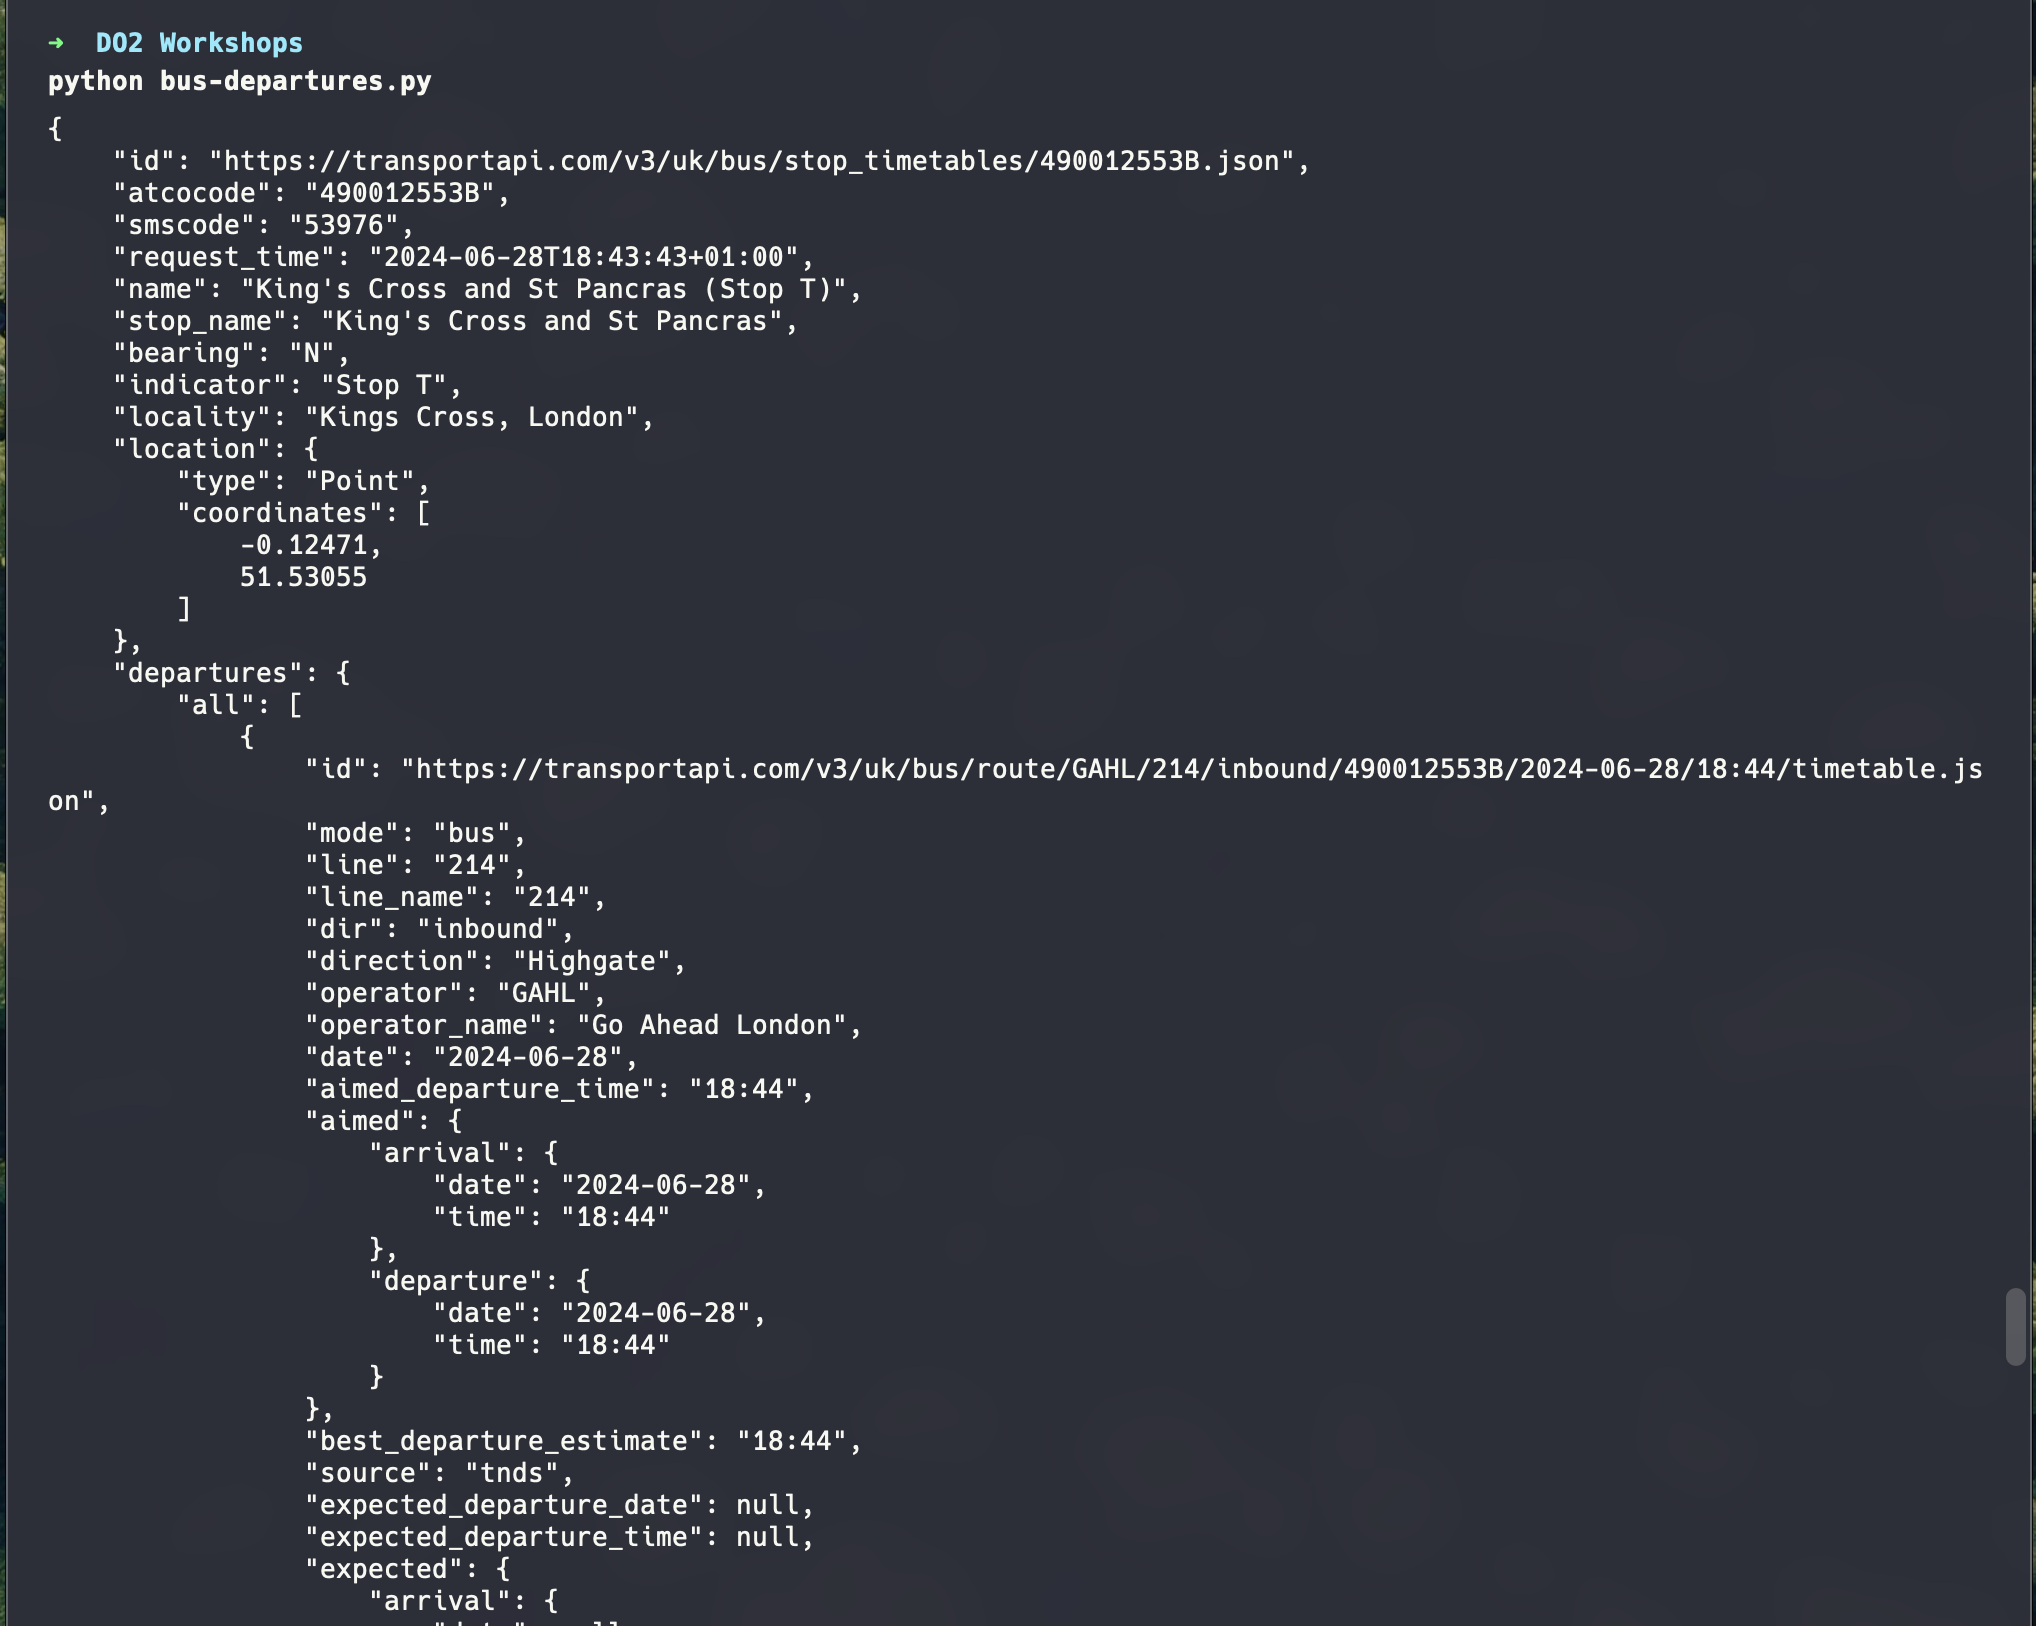 ➜ DO2 Workshops
python bus-departures.py
{
    "id": "https://transportapi.com/v3/uk/bus/stop_timetables/490012553B.json",
    "atcocode": "490012553B",
    "smscode": "53976",
    "request_time": "2024-06-28T18:43:43+01:00",
    "name": "King's Cross and St Pancras (Stop T)",
    "stop_name": "King's Cross and St Pancras",
    "bearing": "N",
    "indicator": "Stop T",
    "locality": "Kings Cross, London",
    "location": {
        "type": "Point",
        "coordinates": [
            -0.12471,
            51.53055
        ]
    },
    "departures": {
        "all": [
            {
                "id": "https://transportapi.com/v3/uk/bus/route/GAHL/214/inbound/490012553B/2024-06-28/18:44/timetable.js
on",
                "mode": "bus",
                "line": "214",
                "line_name": "214",
                "dir": "inbound",
                "direction": "Highgate",
                "operator": "GAHL",
                "operator_name": "Go Ahead London",
                "date": "2024-06-28",
                "aimed_departure_time": "18:44",
                "aimed": {
                    "arrival": {
                        "date": "2024-06-28",
                        "time": "18:44"
                    },
                    "departure": {
                        "date": "2024-06-28",
                        "time": "18:44"
                    }
                },
                "best_departure_estimate": "18:44",
                "source": "tnds",
                "expected_departure_date": null,
                "expected_departure_time": null,
                "expected": {
                    "arrival": {